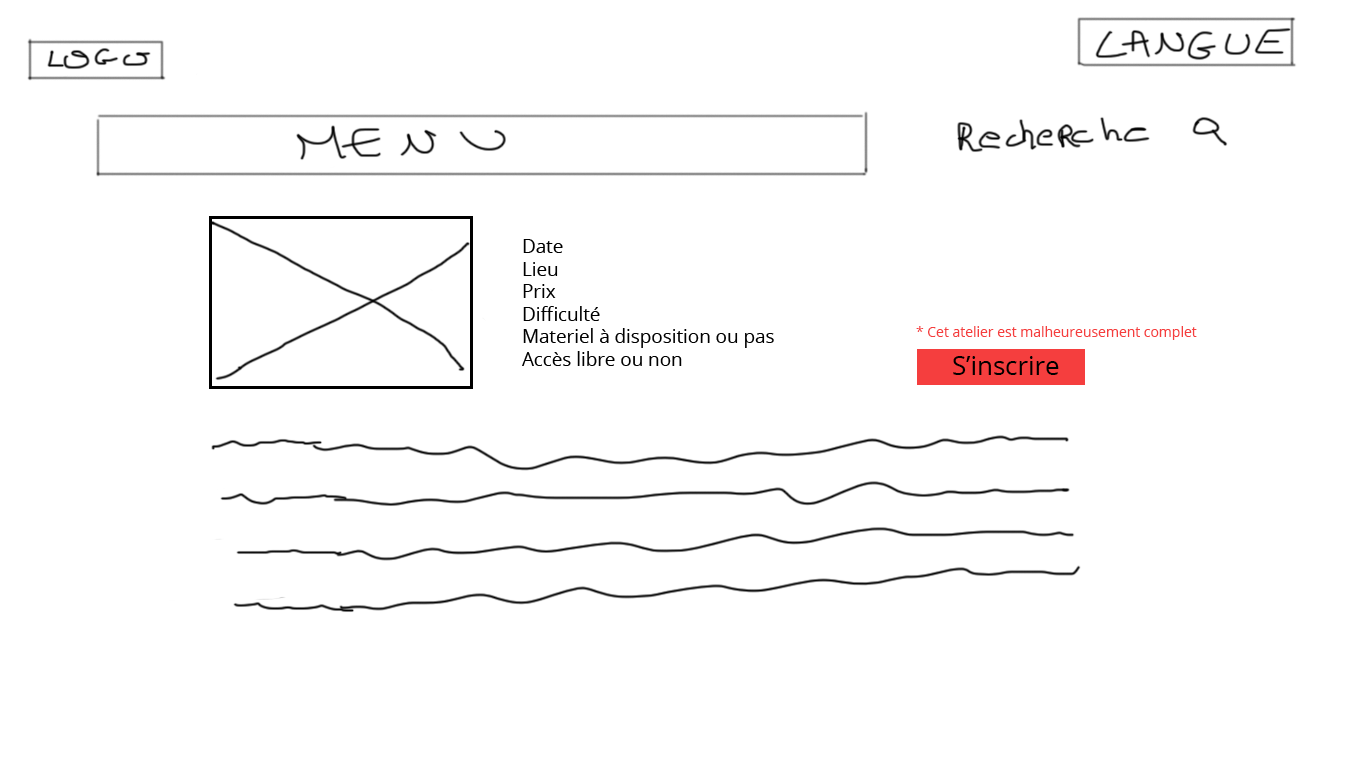 LOGO
LANGUE
MENU
Recherche
Date
Lieu
Prix
Difficulté
Materiel à disposition ou pas
Accès libre ou non
* Cet atelier est malheureusement complet
S'inscrire